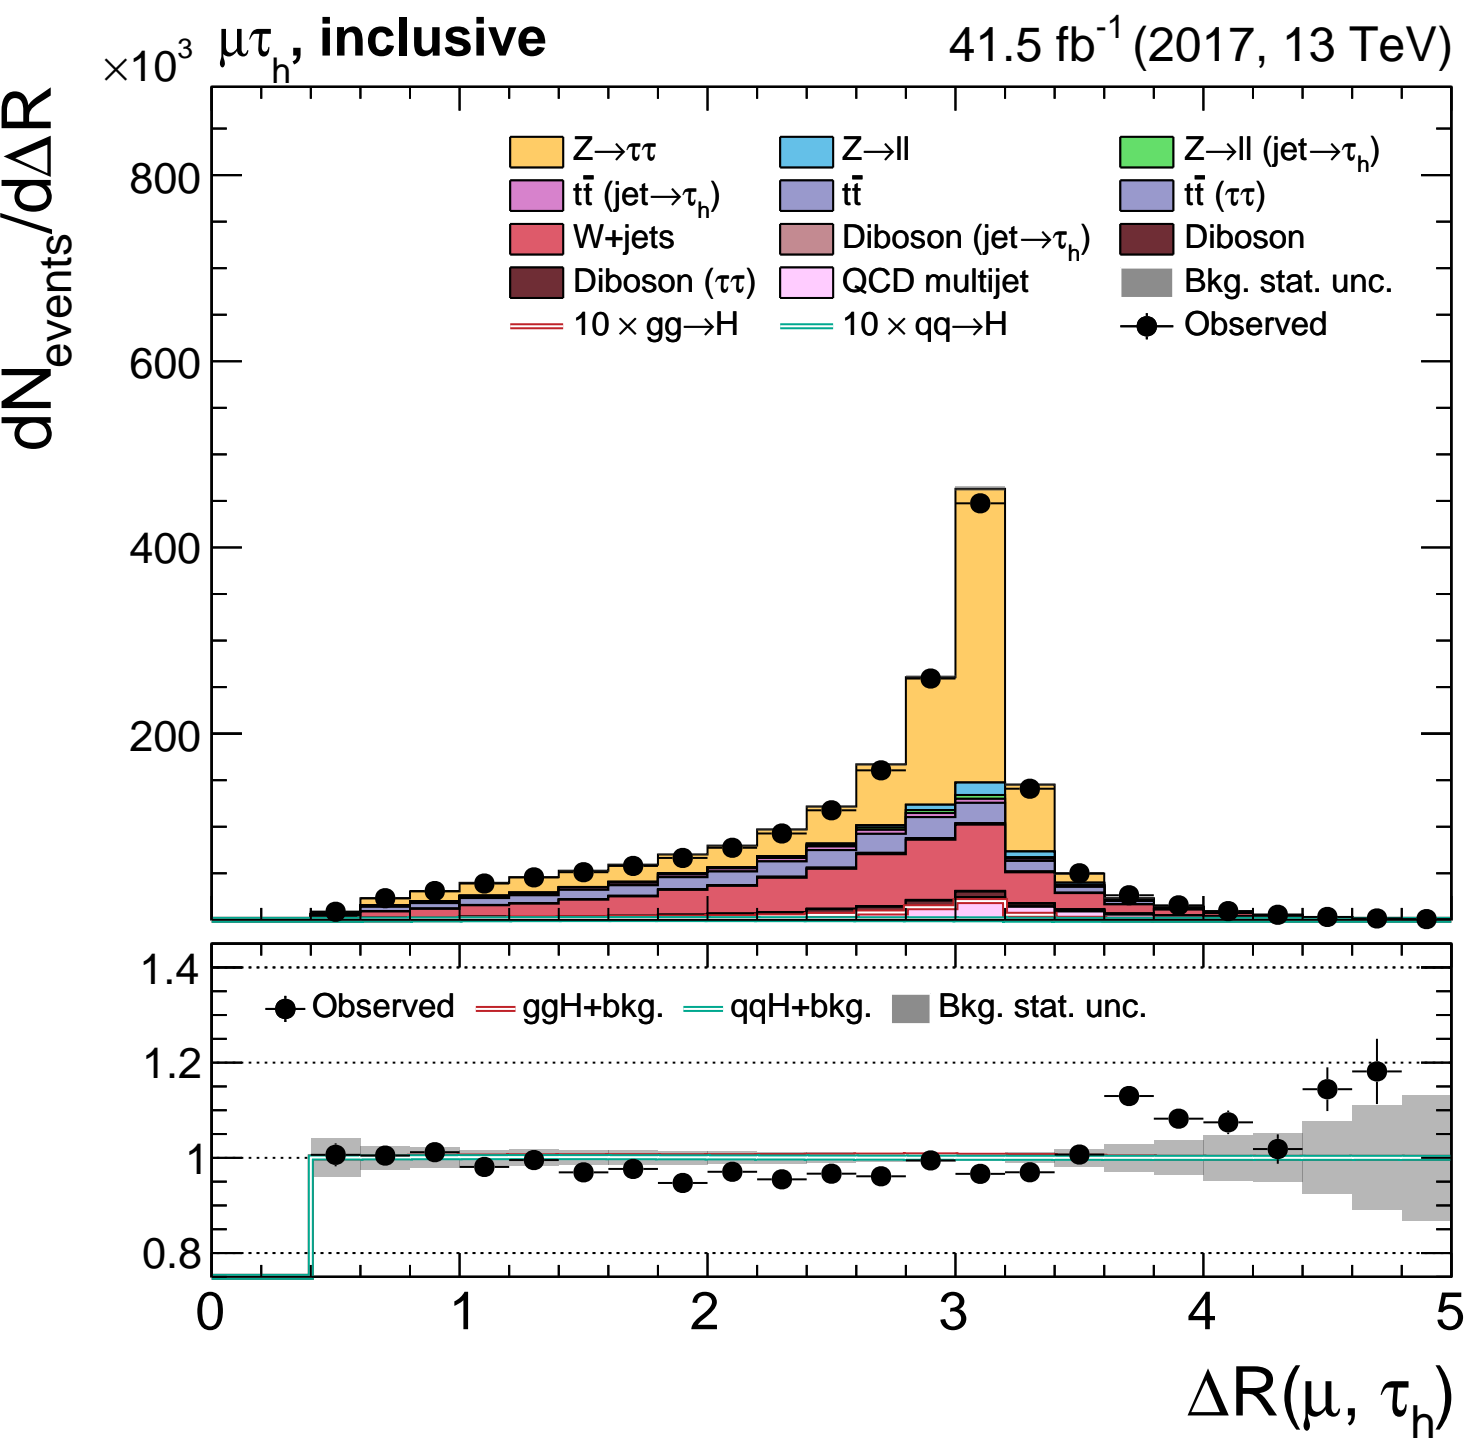 ×10³ μτₕ, inclusive 41.5 fb⁻¹ (2017, 13 TeV)
dN_events/dΔR
800
600
400
200
Z→ττ Z→ll Z→ll (jet→τₕ)
tt̄ (jet→τₕ) tt̄ tt̄ (ττ)
W+jets Diboson (jet→τₕ) Diboson
Diboson (ττ) QCD multijet Bkg. stat. unc.
10 × gg→H 10 × qq→H Observed
1.4
Observed ggH+bkg. qqH+bkg. Bkg. stat. unc.
1.2
1
0.8
0 1 2 3 4 5
ΔR(μ, τₕ)